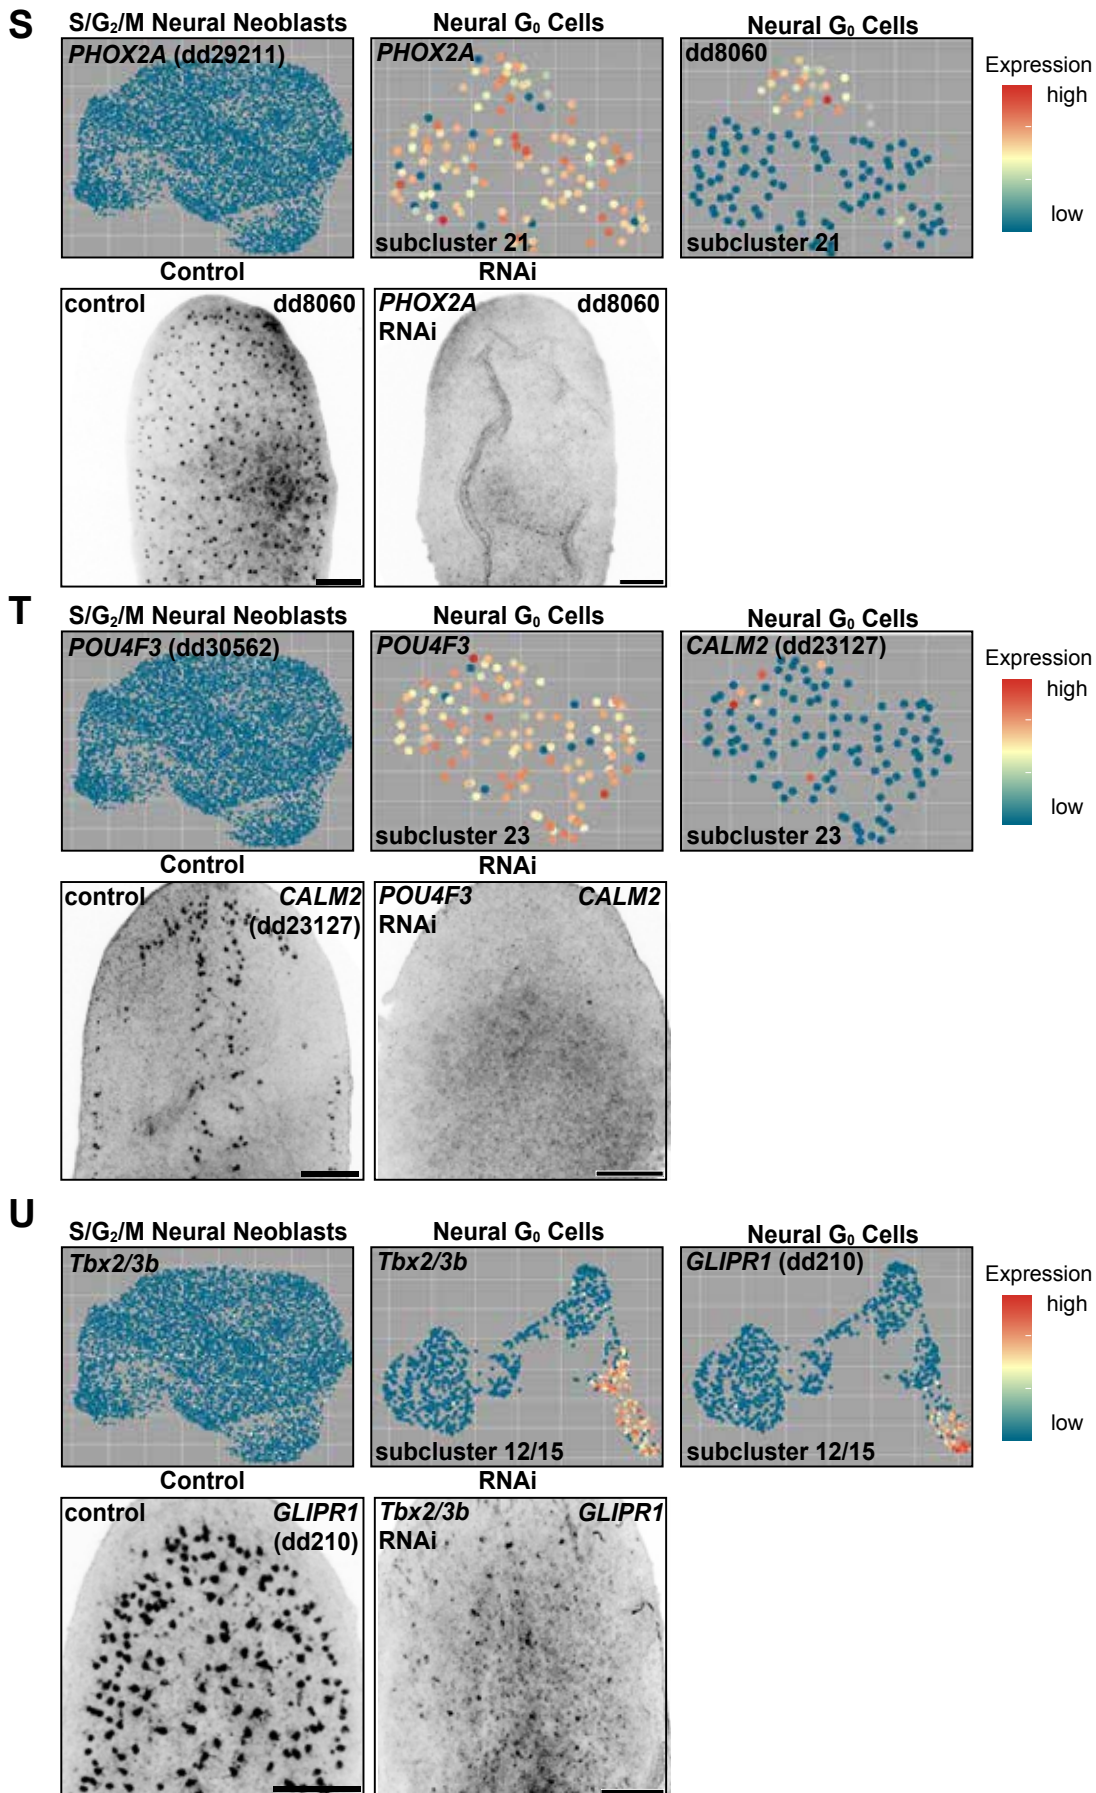 S
S/G₂/M Neural Neoblasts
Neural G₀ Cells
Neural G₀ Cells
PHOX2A (dd29211)
PHOX2A
subcluster 21
dd8060
subcluster 21
Expression
high
low
Control
RNAi
control
dd8060
PHOX2A
RNAi
dd8060
T
S/G₂/M Neural Neoblasts
Neural G₀ Cells
Neural G₀ Cells
POU4F3 (dd30562)
POU4F3
subcluster 23
CALM2 (dd23127)
subcluster 23
Expression
high
low
Control
RNAi
control
CALM2
(dd23127)
POU4F3
RNAi
CALM2
U
S/G₂/M Neural Neoblasts
Neural G₀ Cells
Neural G₀ Cells
Tbx2/3b
Tbx2/3b
subcluster 12/15
GLIPR1 (dd210)
subcluster 12/15
Expression
high
low
Control
RNAi
control
GLIPR1
(dd210)
Tbx2/3b
RNAi
GLIPR1